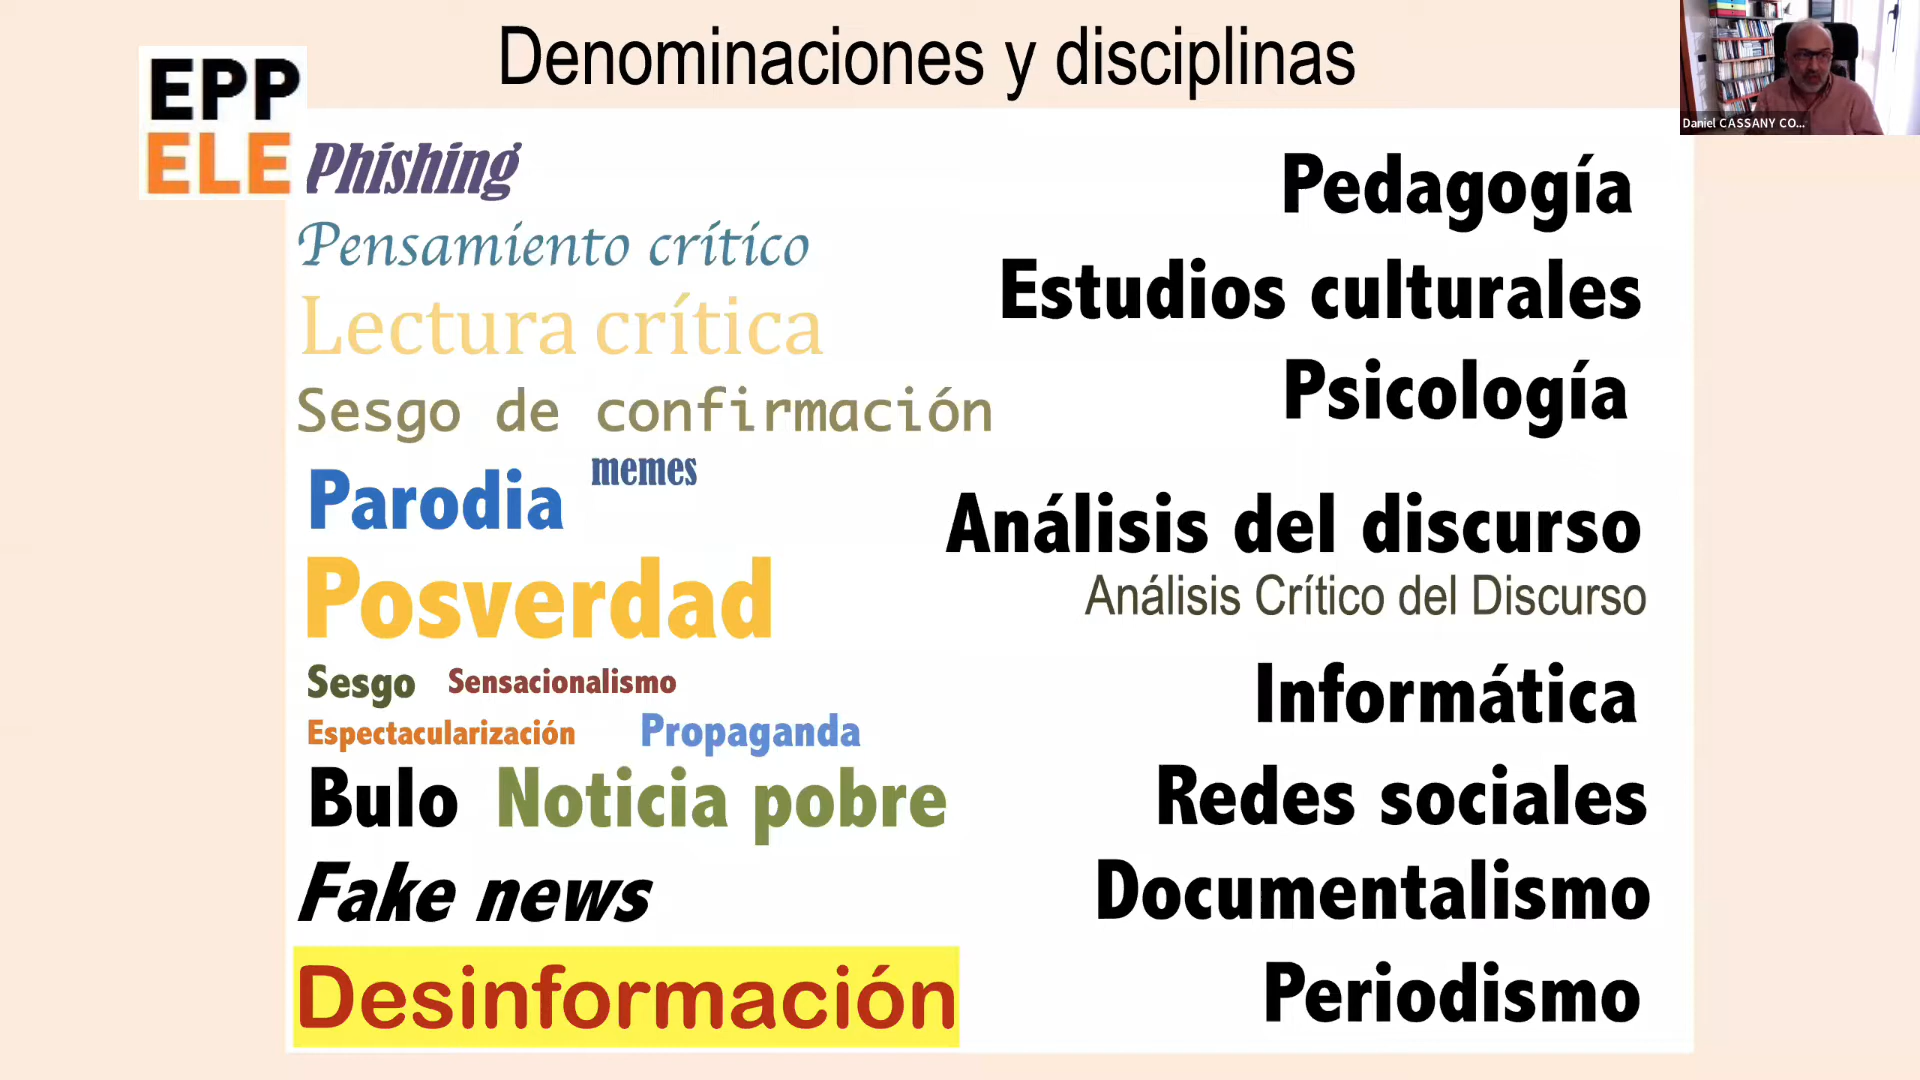 Denominaciones y disciplinas
EPP
ELE
Daniel CASSANY CO...
Phishing
Pensamiento crítico
Lectura crítica
Sesgo de confirmación
memes
Parodia
Posverdad
Sesgo Sensacionalismo
Espectacularización Propaganda
Bulo Noticia pobre
Fake news
Desinformación
Pedagogía
Estudios culturales
Psicología
Análisis del discurso
Análisis Crítico del Discurso
Informática
Redes sociales
Documentalismo
Periodismo